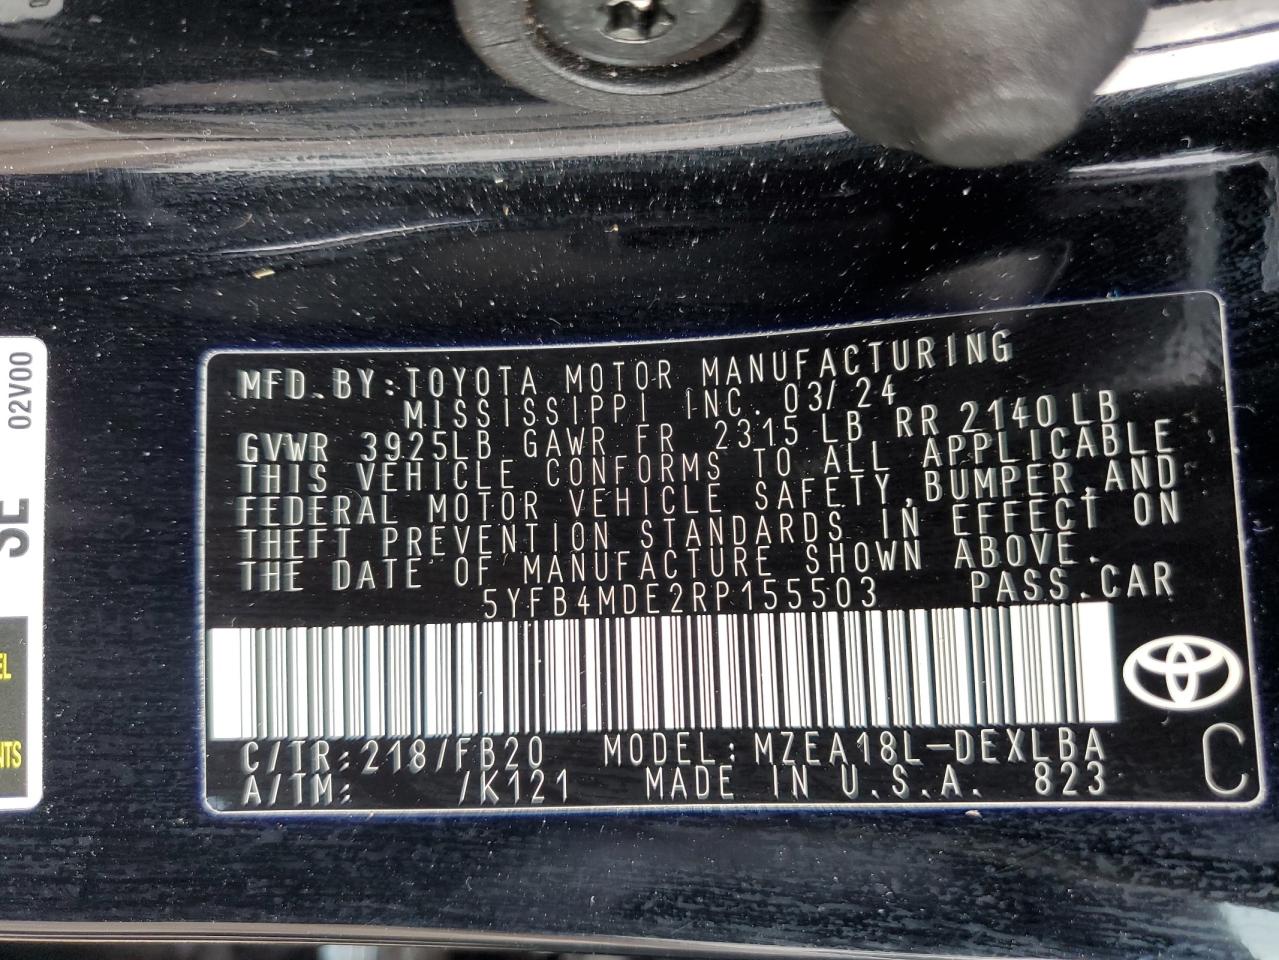 MFD.BY:TOYOTA MOTOR MANUFACTURING
MISSISSIPPI INC. 03/24
GVWR 3925LB GAWR FR 2315 LB RR 2140LB
THIS VEHICLE CONFORMS TO ALL APPLICABLE
FEDERAL MOTOR VEHICLE SAFETY,BUMPER,AND
THEFT PREVENTION STANDARDS IN EFFECT ON
THE DATE OF MANUFACTURE SHOWN ABOVE.
5YFB4MDE2RP155503 PASS.CAR
C/TR:218/FB20 MODEL:MZEA18L-DEXLBA
A/TM: /K121 MADE IN U.S.A. 823
C
02V00
SE